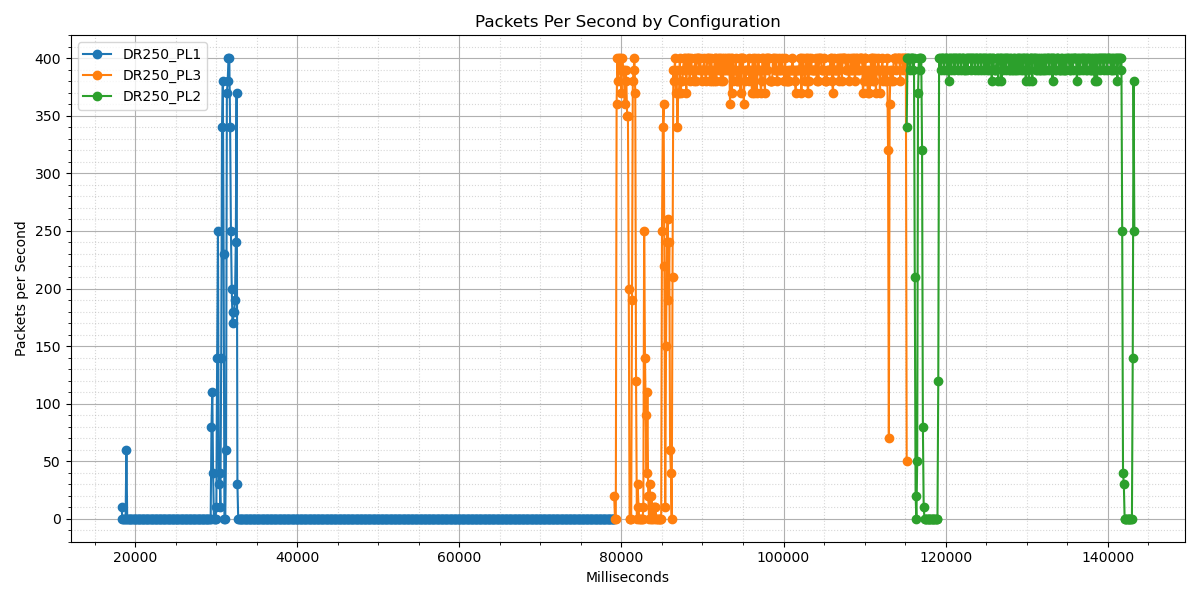 Packets Per Second by Configuration
DR250_PL1
DR250_PL3
DR250_PL2
Packets per Second
400
350
300
250
200
150
100
50
0
20000 40000 60000 80000 100000 120000 140000
Milliseconds